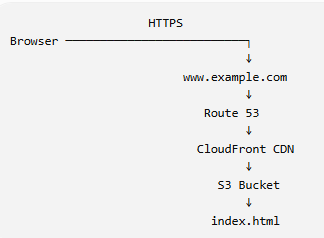 HTTPS
Browser
www.example.com
Route 53
CloudFront CDN
S3 Bucket
index.html